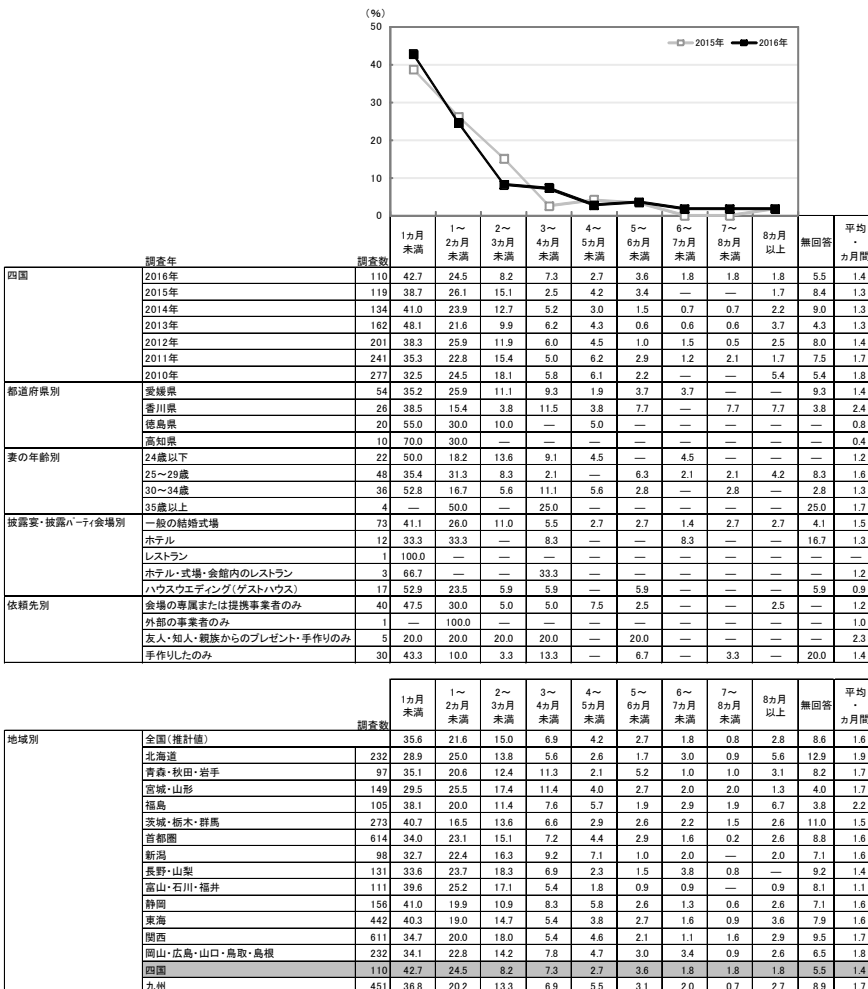 (%)
50
40
30
20
10
0
2015年 2016年
調査年 調査数 1ヵ月未満 1～2ヵ月未満 2～3ヵ月未満 3～4ヵ月未満 4～5ヵ月未満 5～6ヵ月未満 6～7ヵ月未満 7～8ヵ月未満 8ヵ月以上 無回答 平均・ヵ月間
四国 2016年 110 42.7 24.5 8.2 7.3 2.7 3.6 1.8 1.8 1.8 5.5 1.4
2015年 119 38.7 26.1 15.1 2.5 4.2 3.4 — — 1.7 8.4 1.3
2014年 134 41.0 23.9 12.7 5.2 3.0 1.5 0.7 0.7 2.2 9.0 1.3
2013年 162 48.1 21.6 9.9 6.2 4.3 0.6 0.6 0.6 3.7 4.3 1.3
2012年 201 38.3 25.9 11.9 6.0 4.5 1.0 1.5 0.5 2.5 8.0 1.4
2011年 241 35.3 22.8 15.4 5.0 6.2 2.9 1.2 2.1 1.7 7.5 1.7
2010年 277 32.5 24.5 18.1 5.8 6.1 2.2 — — 5.4 5.4 1.8
都道府県別 愛媛県 54 35.2 25.9 11.1 9.3 1.9 3.7 3.7 — — 9.3 1.4
香川県 26 38.5 15.4 3.8 11.5 3.8 7.7 — 7.7 7.7 3.8 2.4
徳島県 20 55.0 30.0 10.0 — 5.0 — — — — — 0.8
高知県 10 70.0 30.0 — — — — — — — — 0.4
妻の年齢別 24歳以下 22 50.0 18.2 13.6 9.1 4.5 — 4.5 — — — 1.2
25～29歳 48 35.4 31.3 8.3 2.1 — 6.3 2.1 2.1 4.2 8.3 1.6
30～34歳 36 52.8 16.7 5.6 11.1 5.6 2.8 — 2.8 — 2.8 1.3
35歳以上 4 — 50.0 — 25.0 — — — — — 25.0 1.7
披露宴・披露パーティ会場別 一般の結婚式場 73 41.1 26.0 11.0 5.5 2.7 2.7 1.4 2.7 2.7 4.1 1.5
ホテル 12 33.3 33.3 — 8.3 — — 8.3 — — 16.7 1.3
レストラン 1 100.0 — — — — — — — — — —
ホテル・式場・会館内のレストラン 3 66.7 — — 33.3 — — — — — — 1.2
ハウスウエディング(ゲストハウス) 17 52.9 23.5 5.9 5.9 — 5.9 — — — 5.9 0.9
依頼先別 会場の専属または提携事業者のみ 40 47.5 30.0 5.0 5.0 7.5 2.5 — — 2.5 — 1.2
外部の事業者のみ 1 — 100.0 — — — — — — — — 1.0
友人・知人・親族からのプレゼント・手作りのみ 5 20.0 20.0 20.0 20.0 — 20.0 — — — — 2.3
手作りしたのみ 30 43.3 10.0 3.3 13.3 — 6.7 — 3.3 — 20.0 1.4
調査数 1ヵ月未満 1～2ヵ月未満 2～3ヵ月未満 3～4ヵ月未満 4～5ヵ月未満 5～6ヵ月未満 6～7ヵ月未満 7～8ヵ月未満 8ヵ月以上 無回答 平均・ヵ月間
地域別 全国(推計値) 35.6 21.6 15.0 6.9 4.2 2.7 1.8 0.8 2.8 8.6 1.6
北海道 232 28.9 25.0 13.8 5.6 2.6 1.7 3.0 0.9 5.6 12.9 1.9
青森・秋田・岩手 97 35.1 20.6 12.4 11.3 2.1 5.2 1.0 1.0 3.1 8.2 1.7
宮城・山形 149 29.5 25.5 17.4 11.4 4.0 2.7 2.0 2.0 1.3 4.0 1.7
福島 105 38.1 20.0 11.4 7.6 5.7 1.9 2.9 1.9 6.7 3.8 2.2
茨城・栃木・群馬 273 40.7 16.5 13.6 6.6 2.9 2.6 2.2 1.5 2.6 11.0 1.5
首都圏 614 34.0 23.1 15.1 7.2 4.4 2.9 1.6 0.2 2.6 8.8 1.6
新潟 98 32.7 22.4 16.3 9.2 7.1 1.0 2.0 — 2.0 7.1 1.6
長野・山梨 131 33.6 23.7 18.3 6.9 2.3 1.5 3.8 0.8 — 9.2 1.4
富山・石川・福井 111 39.6 25.2 17.1 5.4 1.8 0.9 0.9 — 0.9 8.1 1.1
静岡 156 41.0 19.9 10.9 8.3 5.8 2.6 1.3 0.6 2.6 7.1 1.6
東海 442 40.3 19.0 14.7 5.4 3.8 2.7 1.6 0.9 3.6 7.9 1.6
関西 611 34.7 20.0 18.0 5.4 4.6 2.1 1.1 1.6 2.9 9.5 1.7
岡山・広島・山口・鳥取・島根 232 34.1 22.8 14.2 7.8 4.7 3.0 3.4 0.9 2.6 6.5 1.8
四国 110 42.7 24.5 8.2 7.3 2.7 3.6 1.8 1.8 1.8 5.5 1.4
九州 451 36.8 20.2 13.3 6.9 5.5 3.1 2.0 0.7 2.7 8.9 1.7